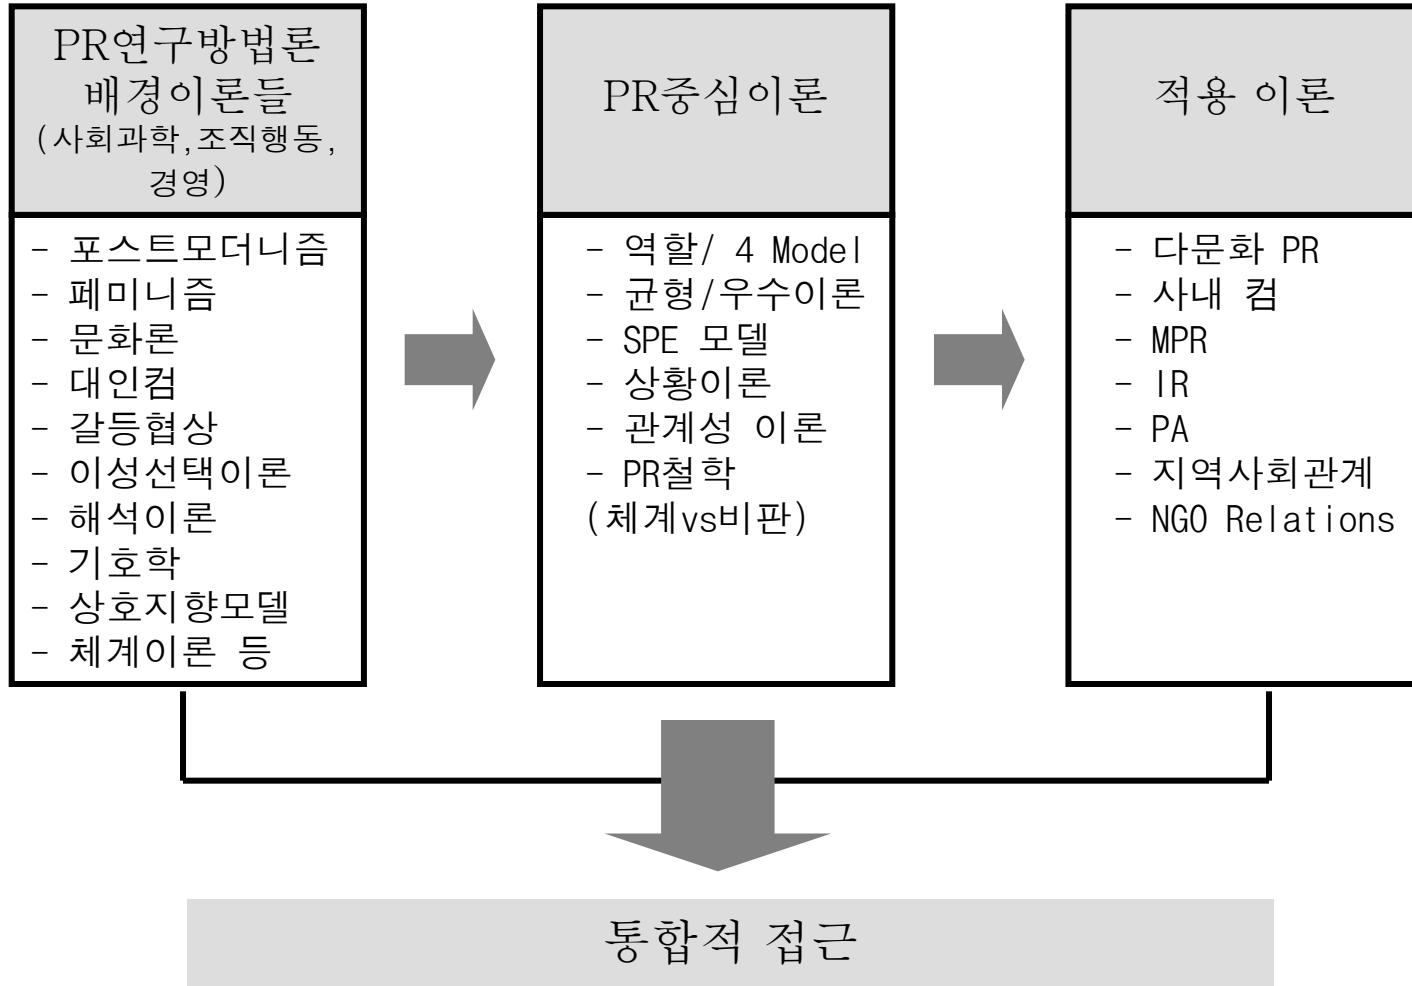 PR연구방법론
배경이론들
(사회과학,조직행동,
경영)
- 포스트모더니즘
- 페미니즘
- 문화론
- 대인컴
- 갈등협상
- 이성선택이론
- 해석이론
- 기호학
- 상호지향모델
- 체계이론 등
PR중심이론
- 역할/ 4 Model
- 균형/우수이론
- SPE 모델
- 상황이론
- 관계성 이론
- PR철학
(체계vs비판)
적용 이론
- 다문화 PR
- 사내 컴
- MPR
- IR
- PA
- 지역사회관계
- NGO Relations
통합적 접근